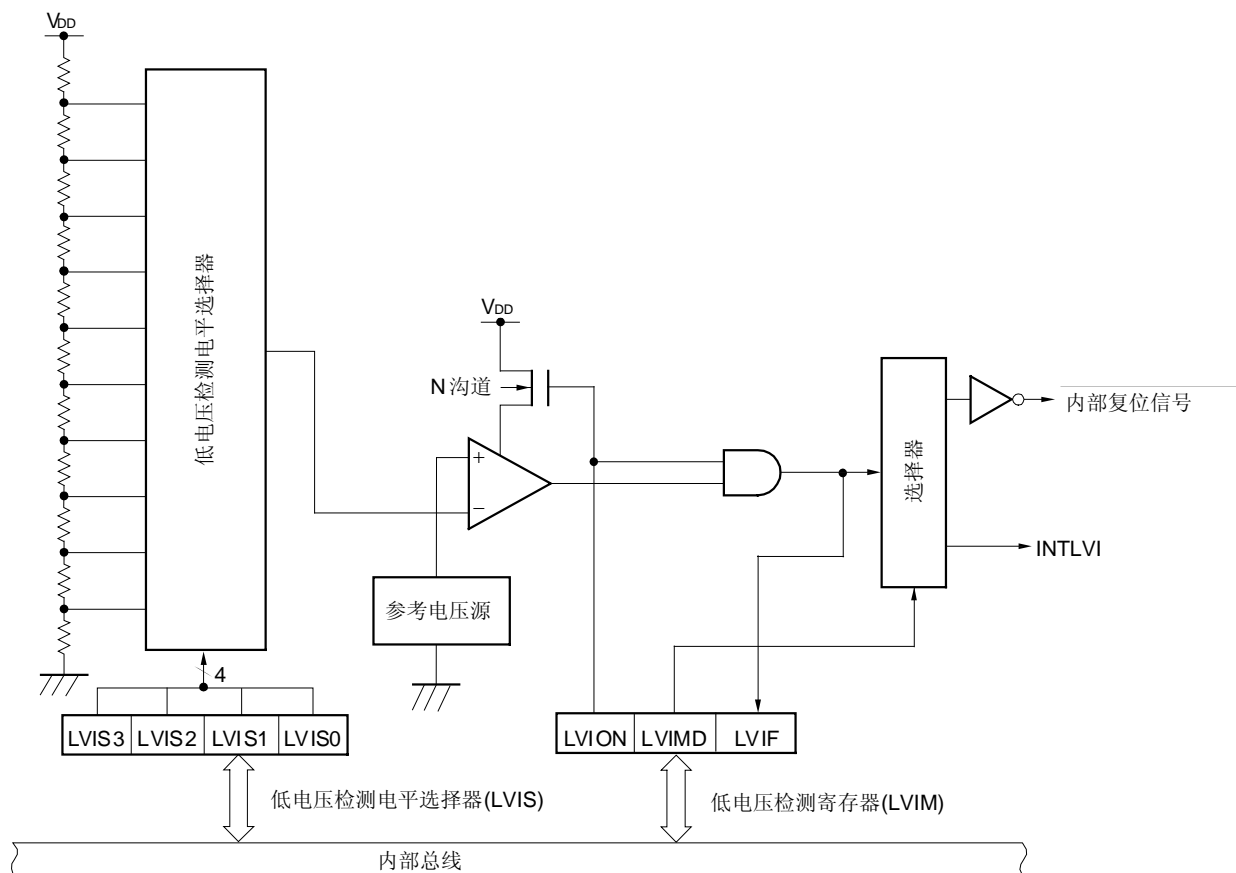 VDD
低电压检测电平选择器
VDD
N 沟道
+
−
参考电压源
选择器
内部复位信号
INTLVI
4
LVIS3 LVIS2 LVIS1 LVIS0
LVION LVIMD LVIF
低电压检测电平选择器(LVIS)
低电压检测寄存器(LVIM)
内部总线